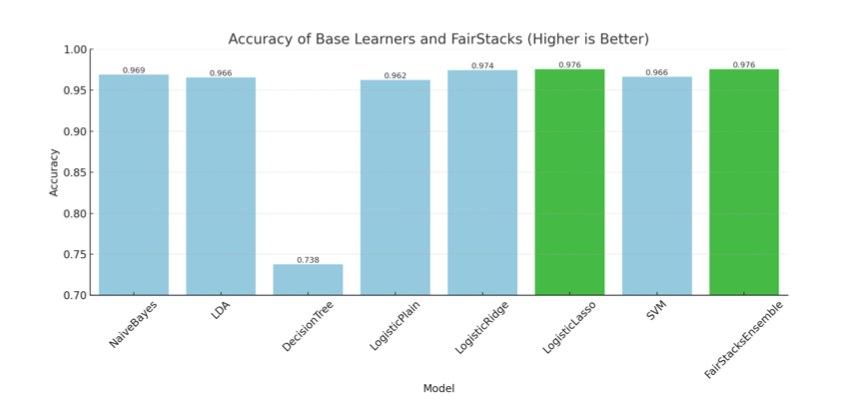 Accuracy of Base Learners and FairStacks (Higher is Better)
1.00
0.95
0.90
0.85
0.80
0.75
0.70
Accuracy
0.969
0.966
0.738
0.962
0.974
0.976
0.966
0.976
NaiveBayes
LDA
DecisionTree
LogisticPlain
LogisticRidge
LogisticLasso
SVM
FairStacksEnsemble
Model